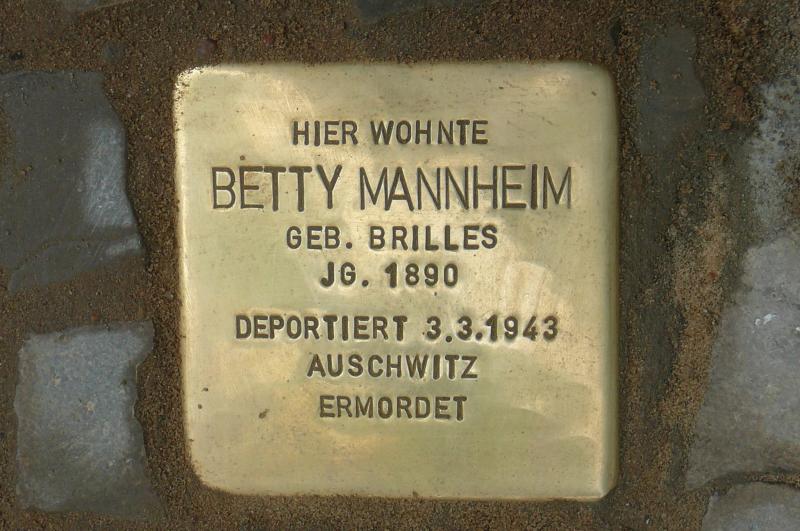 HIER WOHNTE
BETTY MANNHEIM
GEB. BRILLES
JG. 1890
DEPORTIERT 3.3.1943
AUSCHWITZ
ERMORDET